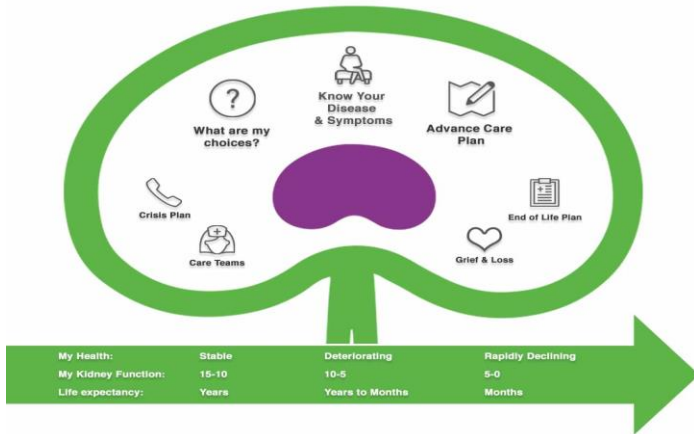 ?
Know Your
Disease
& Symptoms
What are my
choices?
Advance Care
Plan
Crisis Plan
Care Teams
End of Life Plan
Grief & Loss
My Health: Stable Deteriorating Rapidly Declining
My Kidney Function: 15-10 10-5 5-0
Life expectancy: Years Years to Months Months